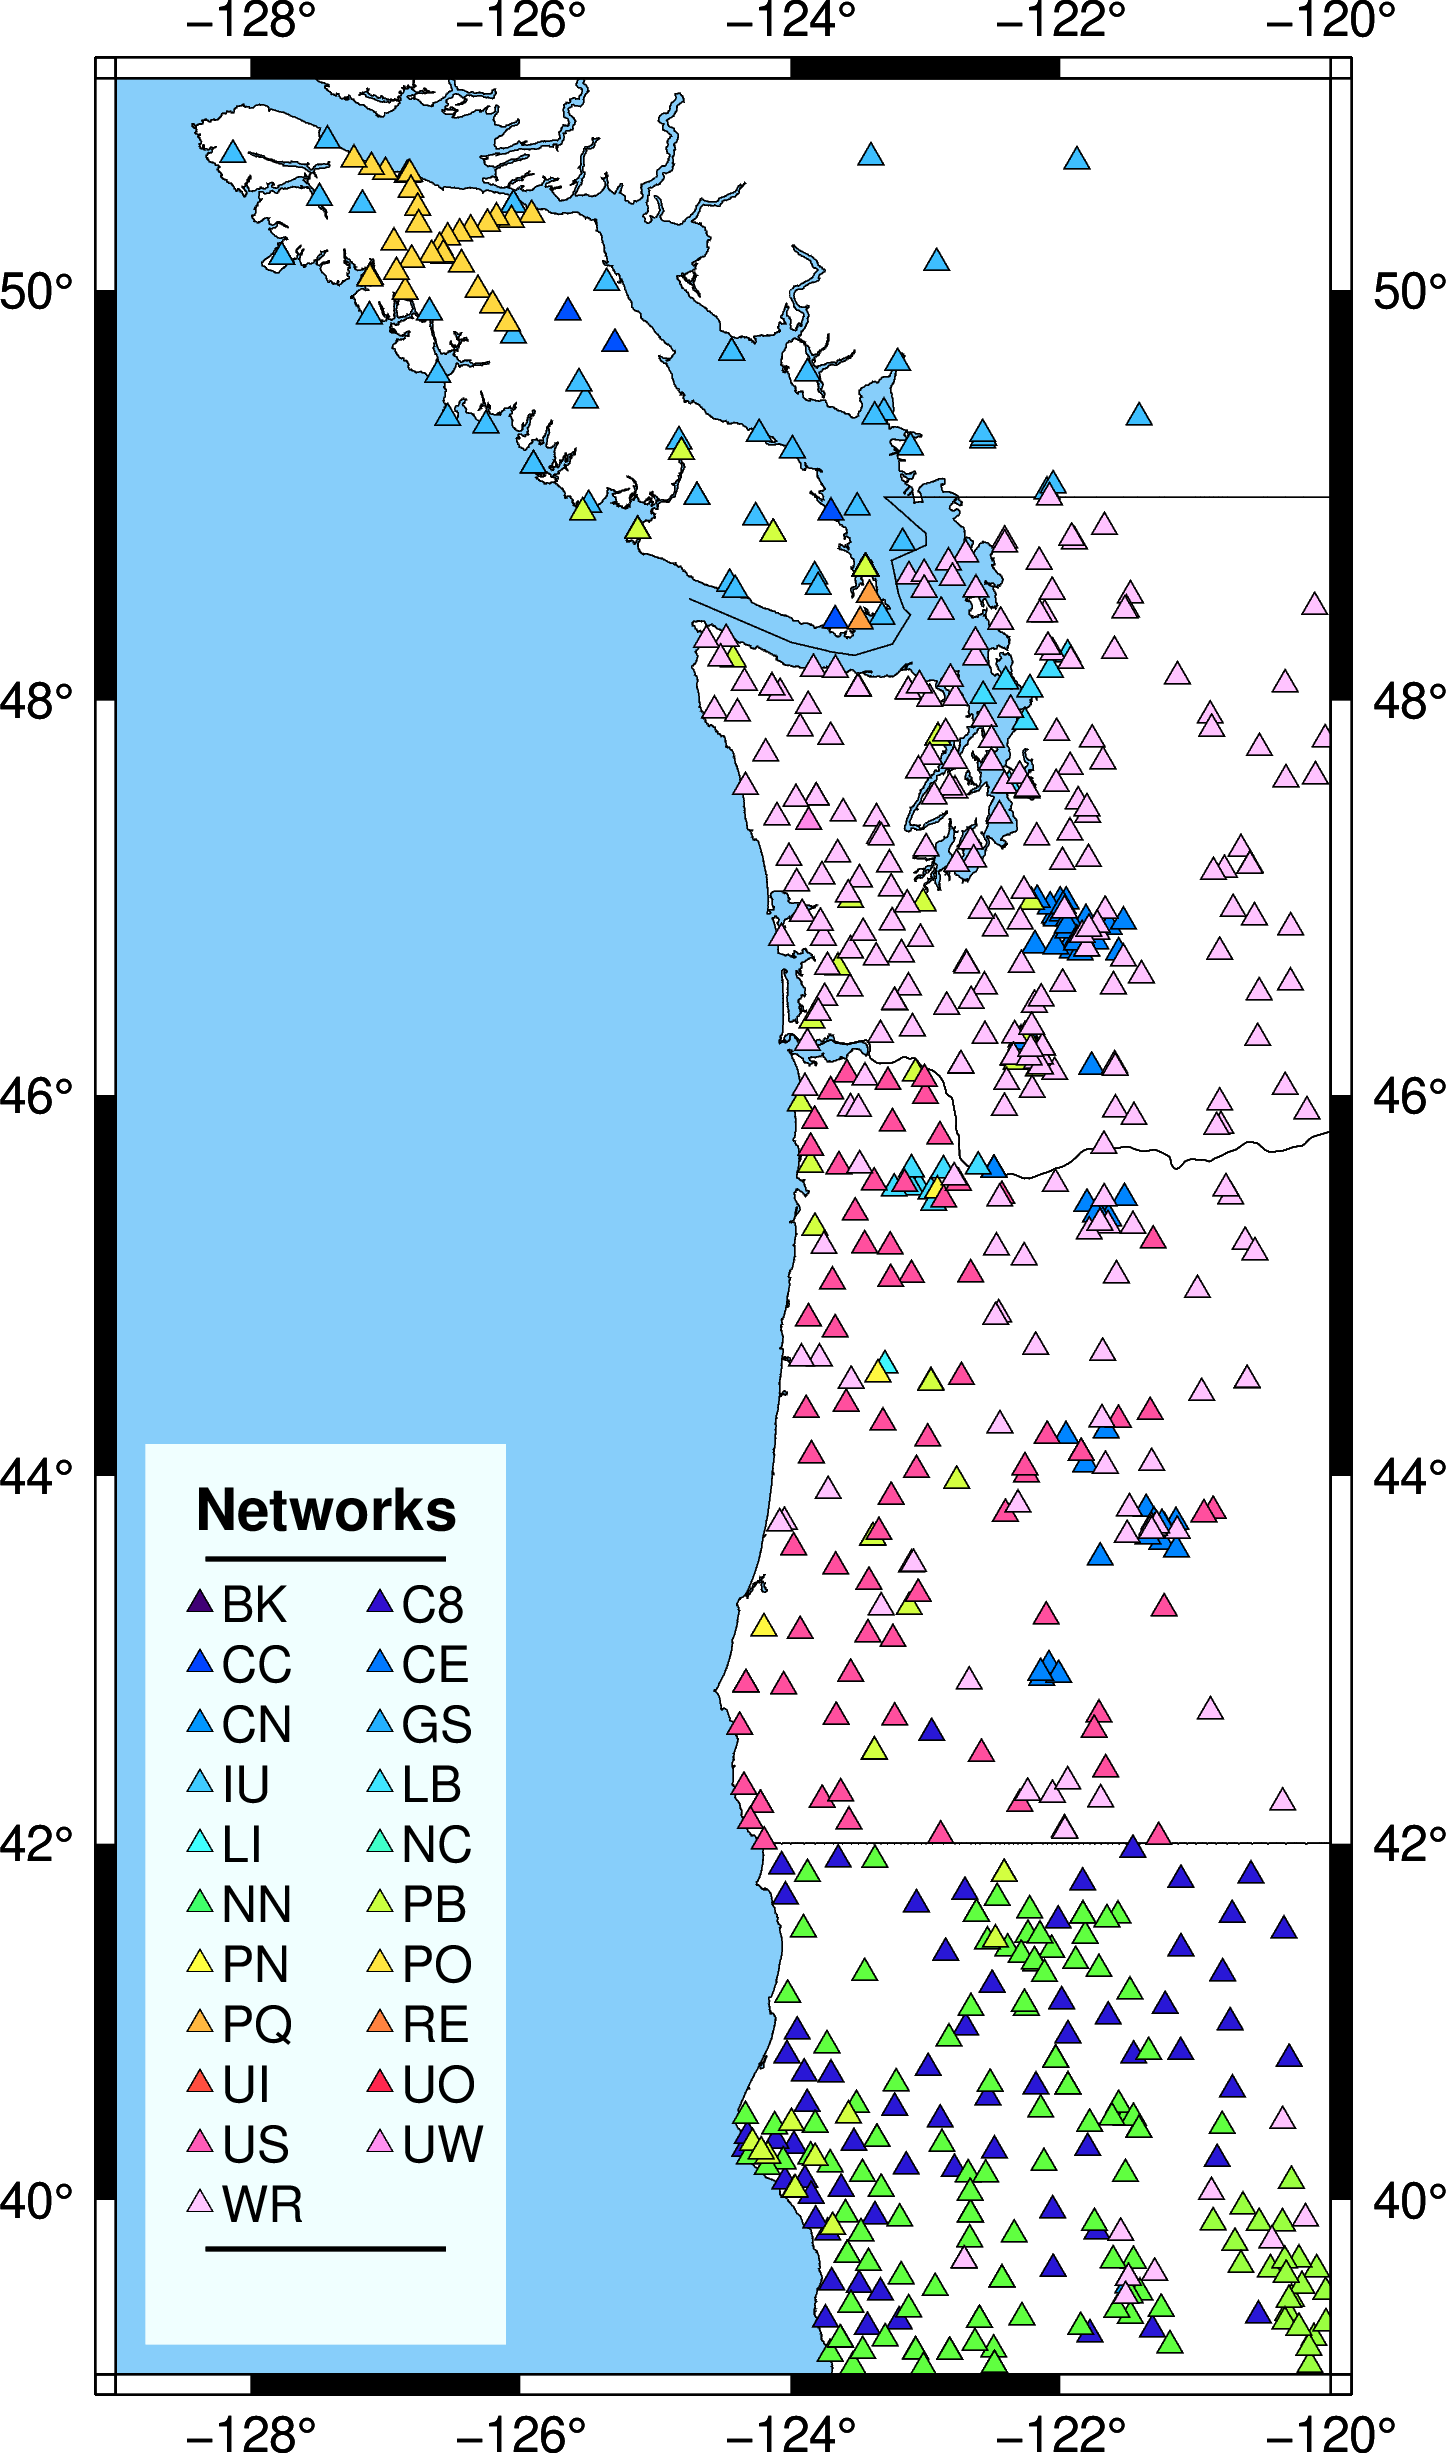 −128° −126° −124° −122° −120°
50° 50°
48° 48°
46° 46°
44° 44°
Networks
BK C8
CC CE
CN GS
IU LB
LI NC
42° 42°
NN PB
PN PO
PQ RE
UI UO
US UW
WR
40° 40°
−128° −126° −124° −122° −120°